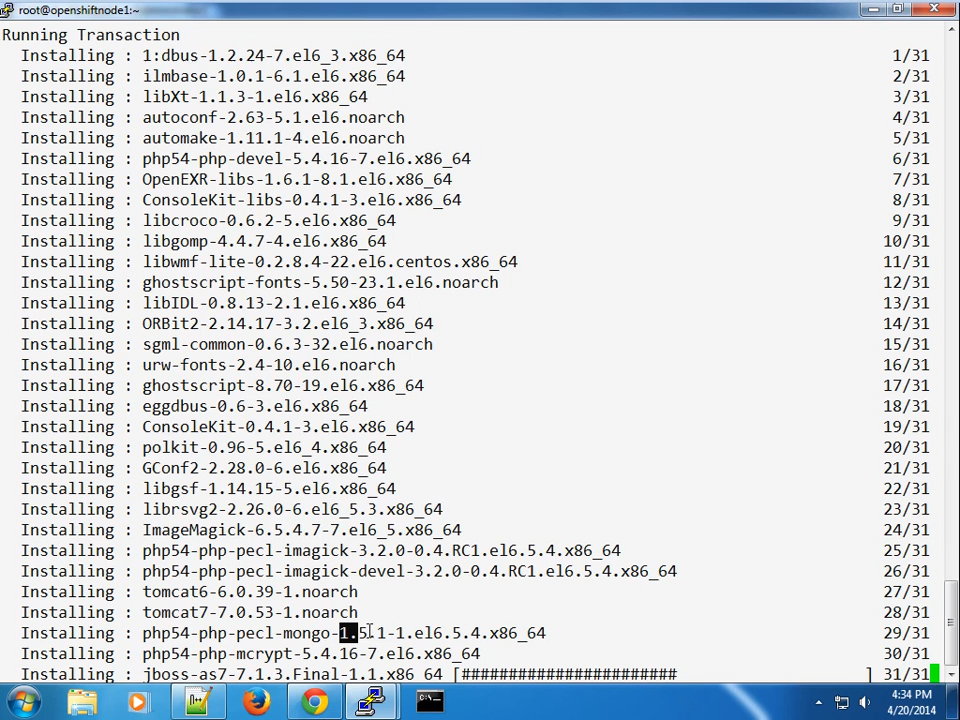 root@openshiftnode1:~
Running Transaction
Installing : 1:dbus-1.2.24-7.el6_3.x86_64 1/31
Installing : ilmbase-1.0.1-6.1.el6.x86_64 2/31
Installing : libXt-1.1.3-1.el6.x86_64 3/31
Installing : autoconf-2.63-5.1.el6.noarch 4/31
Installing : automake-1.11.1-4.el6.noarch 5/31
Installing : php54-php-devel-5.4.16-7.el6.x86_64 6/31
Installing : OpenEXR-libs-1.6.1-8.1.el6.x86_64 7/31
Installing : ConsoleKit-libs-0.4.1-3.el6.x86_64 8/31
Installing : libcroco-0.6.2-5.el6.x86_64 9/31
Installing : libgomp-4.4.7-4.el6.x86_64 10/31
Installing : libwmf-lite-0.2.8.4-22.el6.centos.x86_64 11/31
Installing : ghostscript-fonts-5.50-23.1.el6.noarch 12/31
Installing : libIDL-0.8.13-2.1.el6.x86_64 13/31
Installing : ORBit2-2.14.17-3.2.el6_3.x86_64 14/31
Installing : sgml-common-0.6.3-32.el6.noarch 15/31
Installing : urw-fonts-2.4-10.el6.noarch 16/31
Installing : ghostscript-8.70-19.el6.x86_64 17/31
Installing : eggdbus-0.6-3.el6.x86_64 18/31
Installing : ConsoleKit-0.4.1-3.el6.x86_64 19/31
Installing : polkit-0.96-5.el6_4.x86_64 20/31
Installing : GConf2-2.28.0-6.el6.x86_64 21/31
Installing : libgsf-1.14.15-5.el6.x86_64 22/31
Installing : librsvg2-2.26.0-6.el6_5.3.x86_64 23/31
Installing : ImageMagick-6.5.4.7-7.el6_5.x86_64 24/31
Installing : php54-php-pecl-imagick-3.2.0-0.4.RC1.el6.5.4.x86_64 25/31
Installing : php54-php-pecl-imagick-devel-3.2.0-0.4.RC1.el6.5.4.x86_64 26/31
Installing : tomcat6-6.0.39-1.noarch 27/31
Installing : tomcat7-7.0.53-1.noarch 28/31
Installing : php54-php-pecl-mongo-1.5.1-1.el6.5.4.x86_64 29/31
Installing : php54-php-mcrypt-5.4.16-7.el6.x86_64 30/31
Installing : jboss-as7-7.1.3.Final-1.1.x86_64 [####################### ] 31/31
4:34 PM
4/20/2014